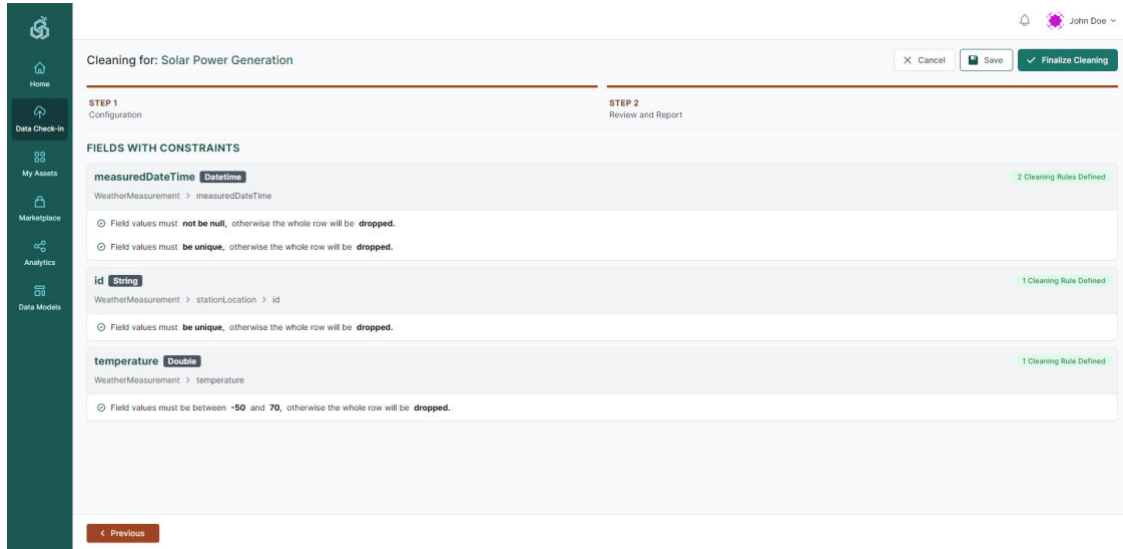 John Doe
Cleaning for: Solar Power Generation
Cancel
Save
Finalize Cleaning
Home
Data Check-in
My Assets
Marketplace
Analytics
Data Models
STEP 1
Configuration
STEP 2
Review and Report
FIELDS WITH CONSTRAINTS
measuredDateTime Datetime
2 Cleaning Rules Defined
WeatherMeasurement > measuredDateTime
Field values must not be null, otherwise the whole row will be dropped.
Field values must be unique, otherwise the whole row will be dropped.
id String
1 Cleaning Rule Defined
WeatherMeasurement > stationLocation > id
Field values must be unique, otherwise the whole row will be dropped.
temperature Double
1 Cleaning Rule Defined
WeatherMeasurement > temperature
Field values must be between -50 and 70, otherwise the whole row will be dropped.
Previous